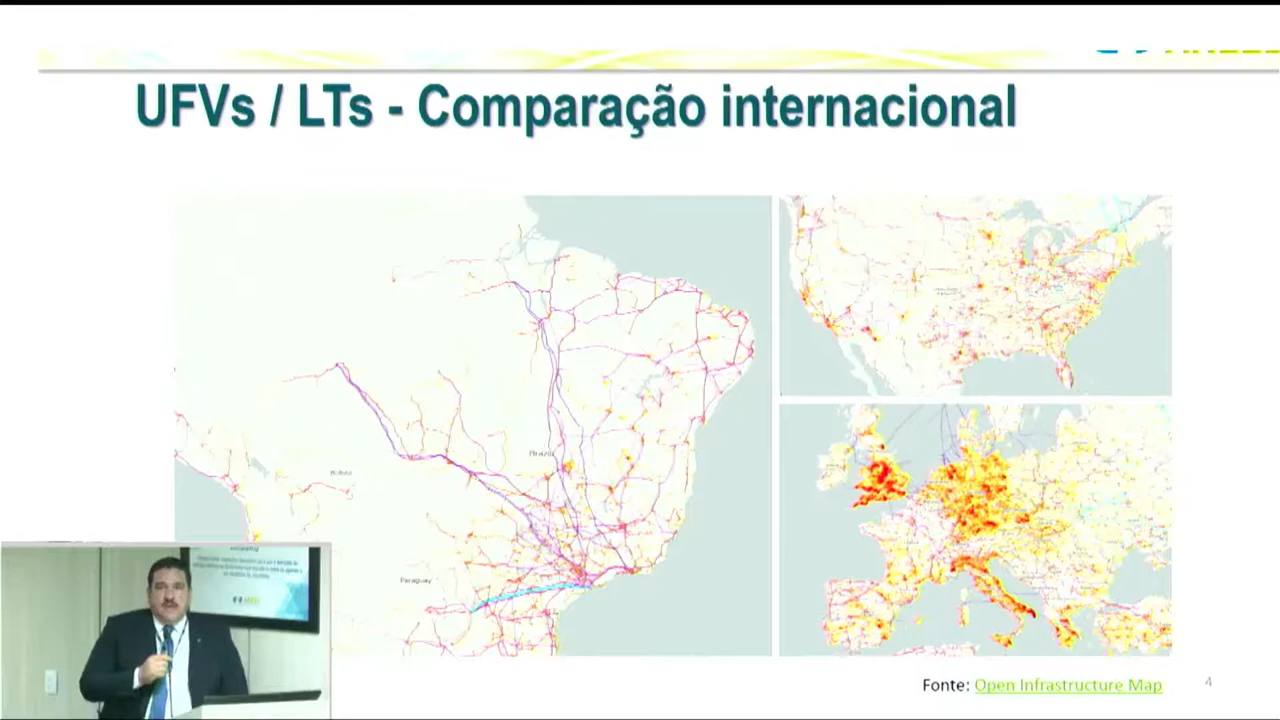 UFVs / LTs - Comparação internacional
Brazil
Bolivia
Paraguay
Fonte: Open Infrastructure Map
4